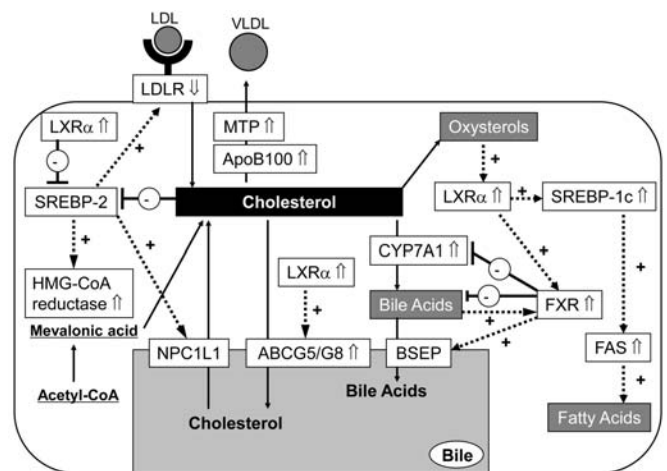 LDL
VLDL
LDLR ⇓
LXRα ⇑
MTP ⇑
Oxysterols
+
-
ApoB100 ⇑
+
SREBP-2
-
Cholesterol
LXRα ⇑
+
SREBP-1c ⇑
+
+
CYP7A1 ⇑
+
+
HMG-CoA
reductase ⇑
LXRα ⇑
-
-
Bile Acids
FXR ⇑
Mevalonic acid
+
+
+
NPC1L1
ABCG5/G8 ⇑
BSEP
FAS ⇑
+
Acetyl-CoA
Bile Acids
Cholesterol
Fatty Acids
Bile